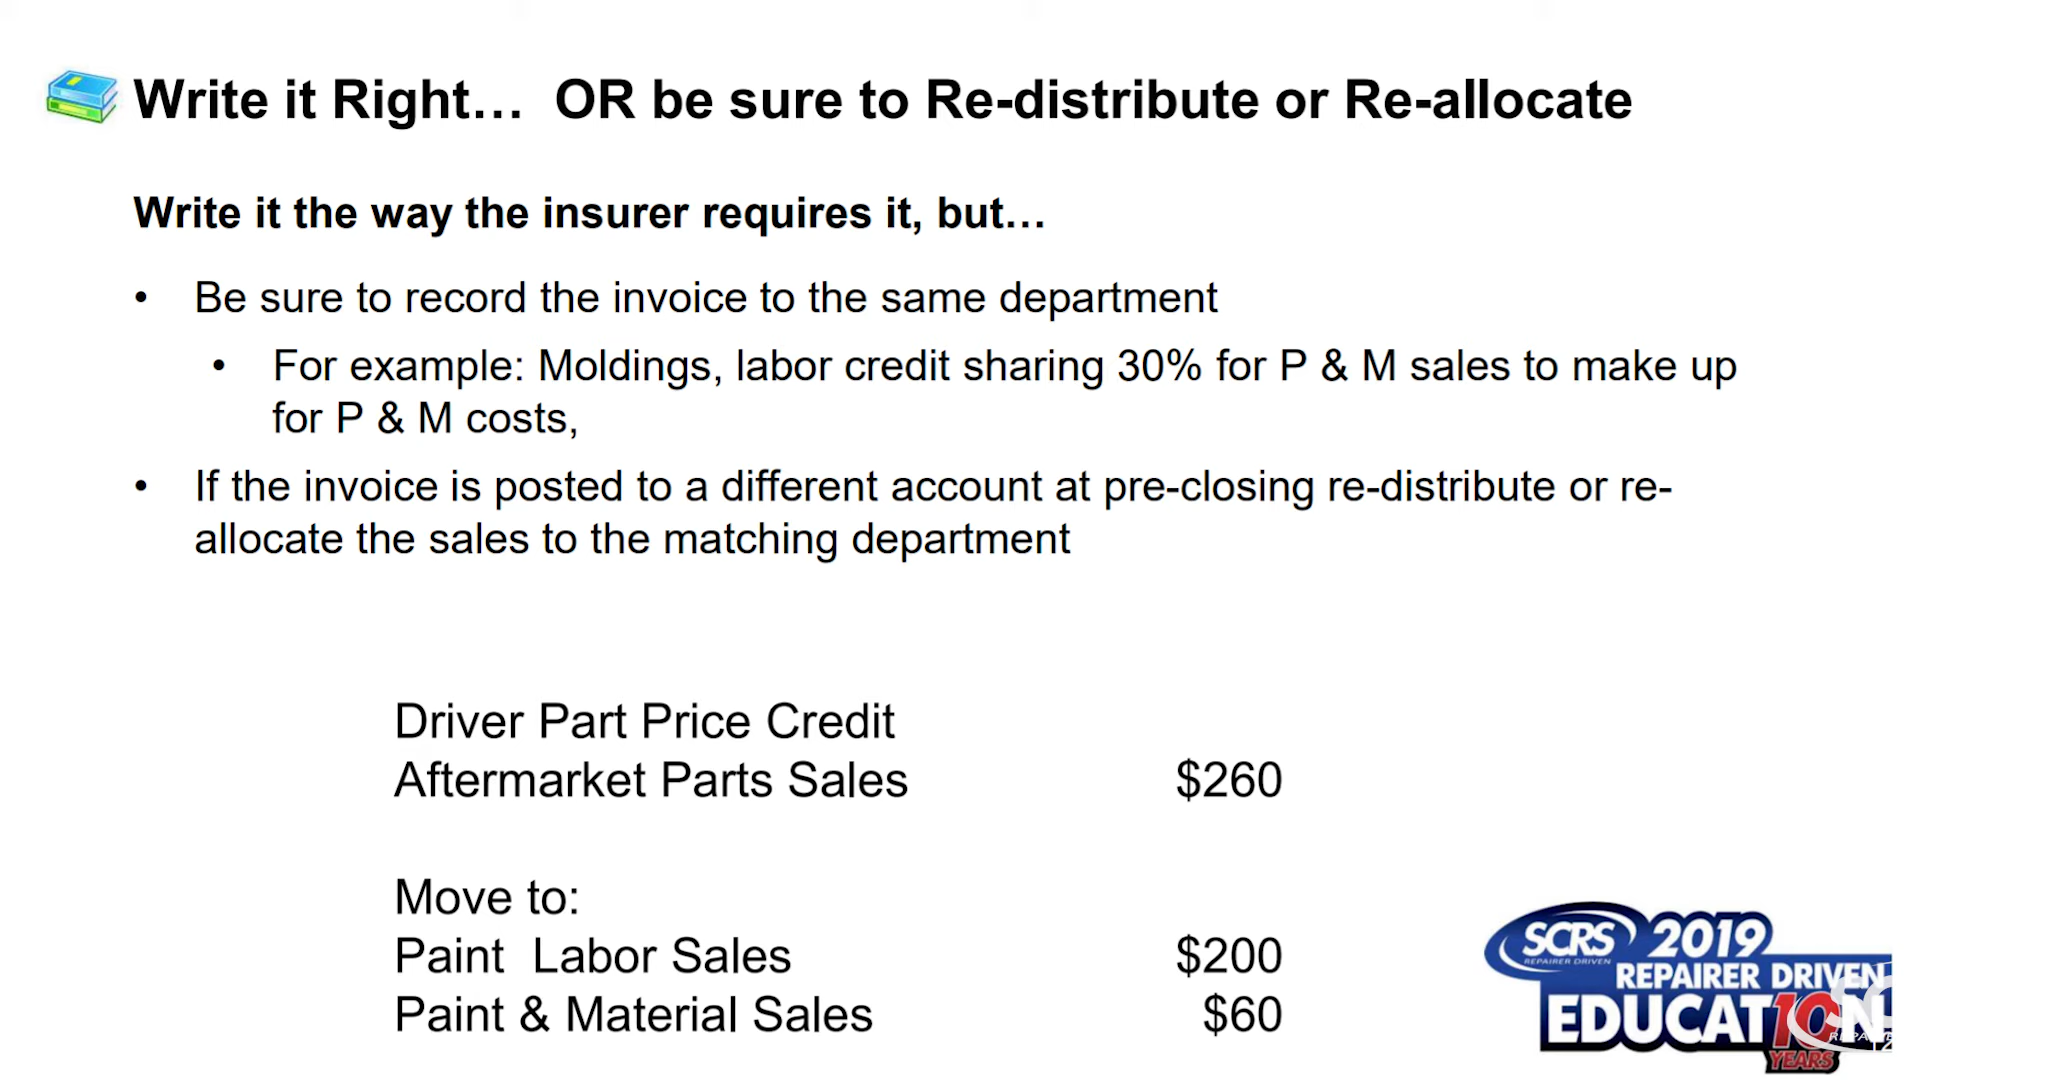 Write it Right… OR be sure to Re-distribute or Re-allocate
Write it the way the insurer requires it, but…
• Be sure to record the invoice to the same department
• For example: Moldings, labor credit sharing 30% for P & M sales to make up
for P & M costs,
• If the invoice is posted to a different account at pre-closing re-distribute or re-
allocate the sales to the matching department
Driver Part Price Credit
Aftermarket Parts Sales $260
Move to:
Paint Labor Sales $200
Paint & Material Sales $60
SCRS 2019
REPAIRER DRIVEN
REPAIRER DRIVEN
EDUCAT10N
YEARS